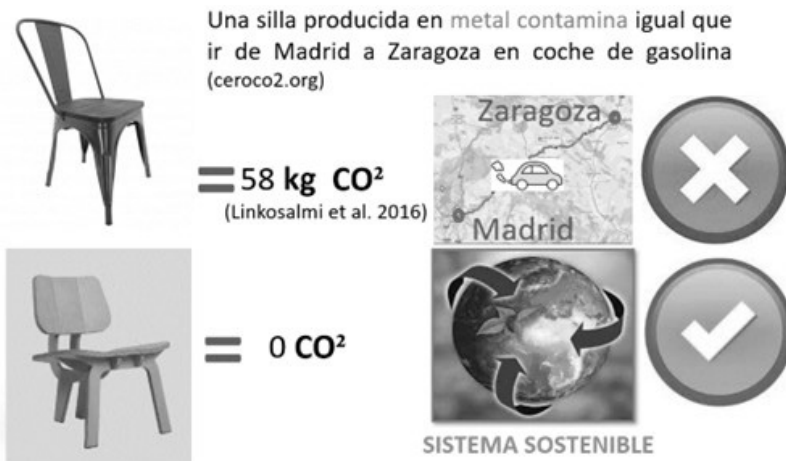 Una silla producida en metal contamina igual que
ir de Madrid a Zaragoza en coche de gasolina
(ceroco2.org)
Zaragoza
= 58 kg CO²
(Linkosalmi et al. 2016)
Madrid
= 0 CO²
SISTEMA SOSTENIBLE